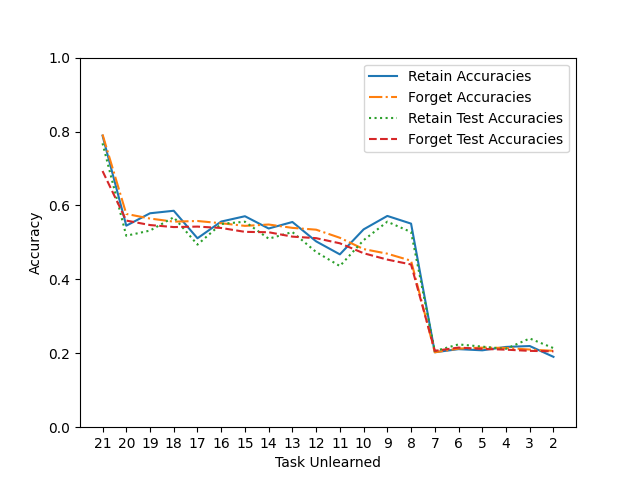 1.0
0.8
0.6
0.4
0.2
0.0
Accuracy
Retain Accuracies
Forget Accuracies
Retain Test Accuracies
Forget Test Accuracies
21 20 19 18 17 16 15 14 13 12 11 10 9 8 7 6 5 4 3 2
Task Unlearned